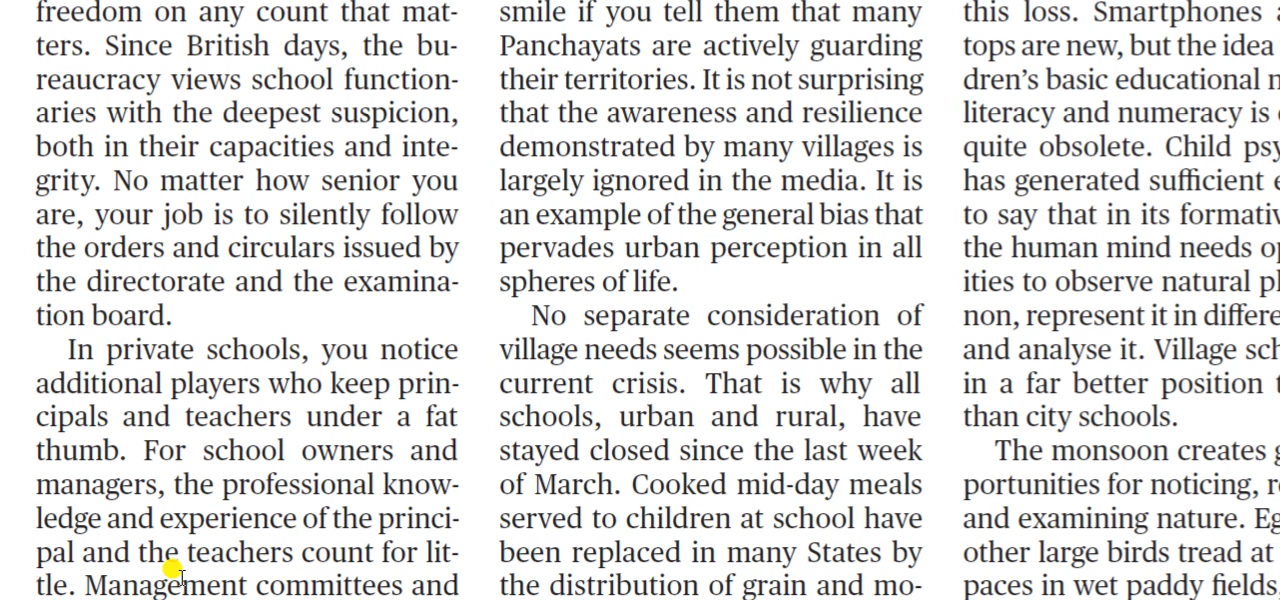 freedom on any count that mat-
ters. Since British days, the bu-
reaucracy views school function-
aries with the deepest suspicion,
both in their capacities and inte-
grity. No matter how senior you
are, your job is to silently follow
the orders and circulars issued by
the directorate and the examina-
tion board.
In private schools, you notice
additional players who keep prin-
cipals and teachers under a fat
thumb. For school owners and
managers, the professional know-
ledge and experience of the princi-
pal and the teachers count for lit-
tle. Management committees and
smile if you tell them that many
Panchayats are actively guarding
their territories. It is not surprising
that the awareness and resilience
demonstrated by many villages is
largely ignored in the media. It is
an example of the general bias that
pervades urban perception in all
spheres of life.
No separate consideration of
village needs seems possible in the
current crisis. That is why all
schools, urban and rural, have
stayed closed since the last week
of March. Cooked mid-day meals
served to children at school have
been replaced in many States by
the distribution of grain and mo-
this loss. Smartphones
tops are new, but the idea
dren's basic educational
literacy and numeracy is
quite obsolete. Child
has generated sufficient
to say that in its
the human mind needs
ities to observe natural
non, represent it in
and analyse it. Village
in a far better position
than city schools.
The monsoon creates
portunities for noticing,
and examining nature.
other large birds tread at
paces in wet paddy fields,